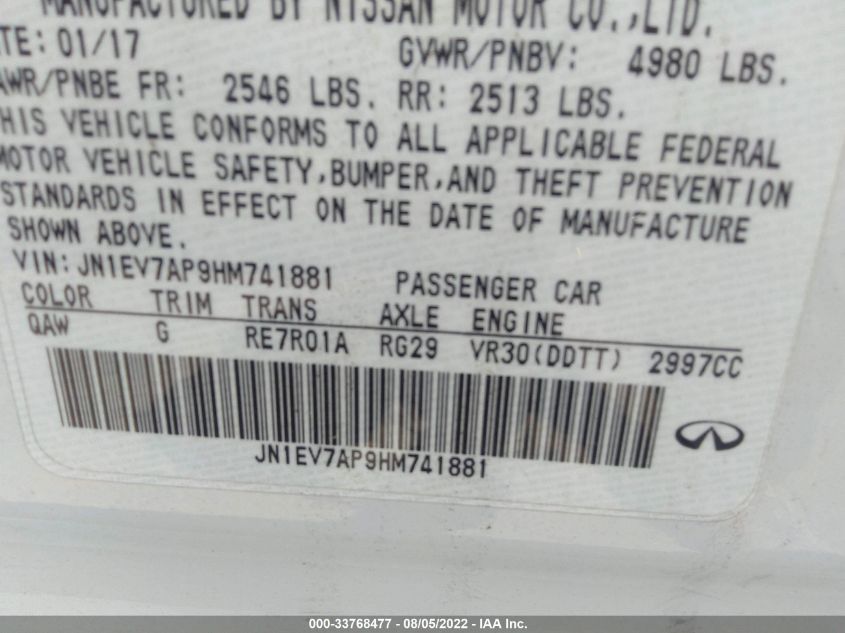 MANUFACTURED BY NISSAN MOTOR CO.,LTD.
TE: 01/17 GVWR/PNBV: 4980 LBS.
AWR/PNBE FR: 2546 LBS. RR: 2513 LBS.
HIS VEHICLE CONFORMS TO ALL APPLICABLE FEDERAL
MOTOR VEHICLE SAFETY,BUMPER,AND THEFT PREVENTION
STANDARDS IN EFFECT ON THE DATE OF MANUFACTURE
SHOWN ABOVE.
VIN:JN1EV7AP9HM741881 PASSENGER CAR
COLOR TRIM TRANS AXLE ENGINE
QAW G RE7R01A RG29 VR30(DDTT) 2997CC
JN1EV7AP9HM741881
000-33768477 - 08/05/2022 - IAA Inc.